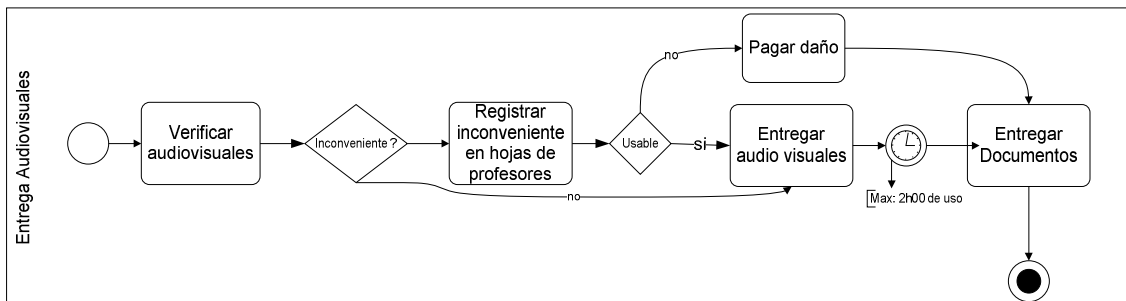 Entrega Audiovisuales
Verificar
audiovisuales
Inconveniente ?
Registrar
inconveniente
en hojas de
profesores
no
Usable
no
si
Pagar daño
Entregar
audio visuales
Max: 2h00 de uso
Entregar
Documentos